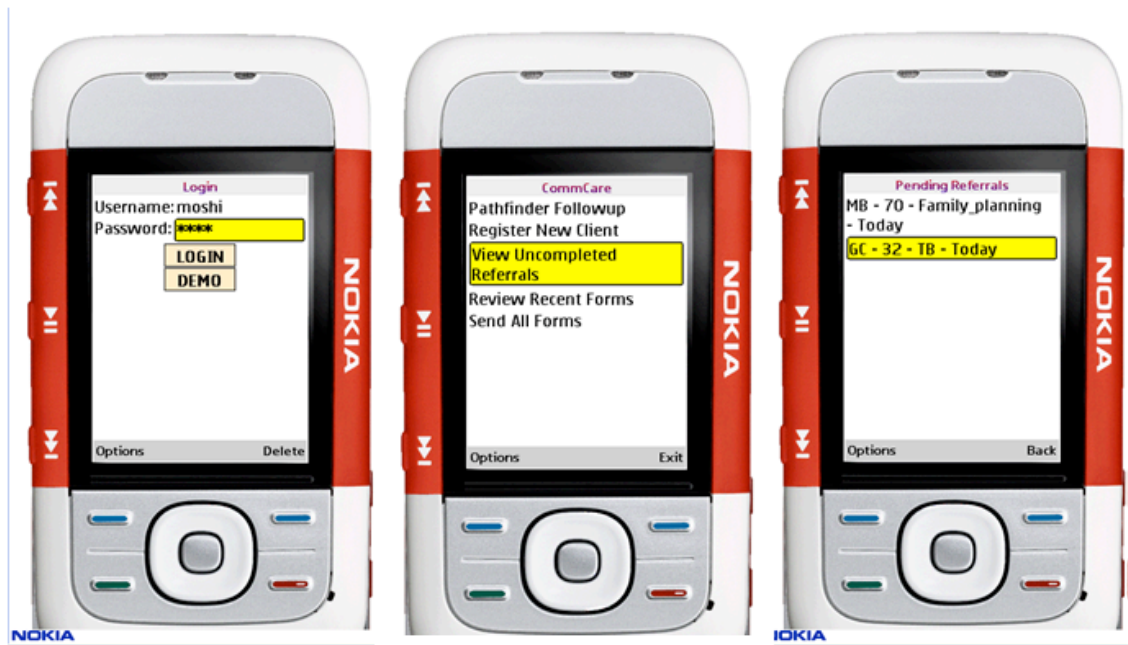 Login
Username: moshi
Password: ****
LOGIN
DEMO
Options Delete
NOKIA
NOKIA
CommCare
Pathfinder Followup
Register New Client
View Uncompleted
Referrals
Review Recent Forms
Send All Forms
Options Exit
NOKIA
Pending Referrals
MB - 70 - Family_planning
- Today
GC - 32 - TB - Today
Options Back
NOKIA
IOKIA